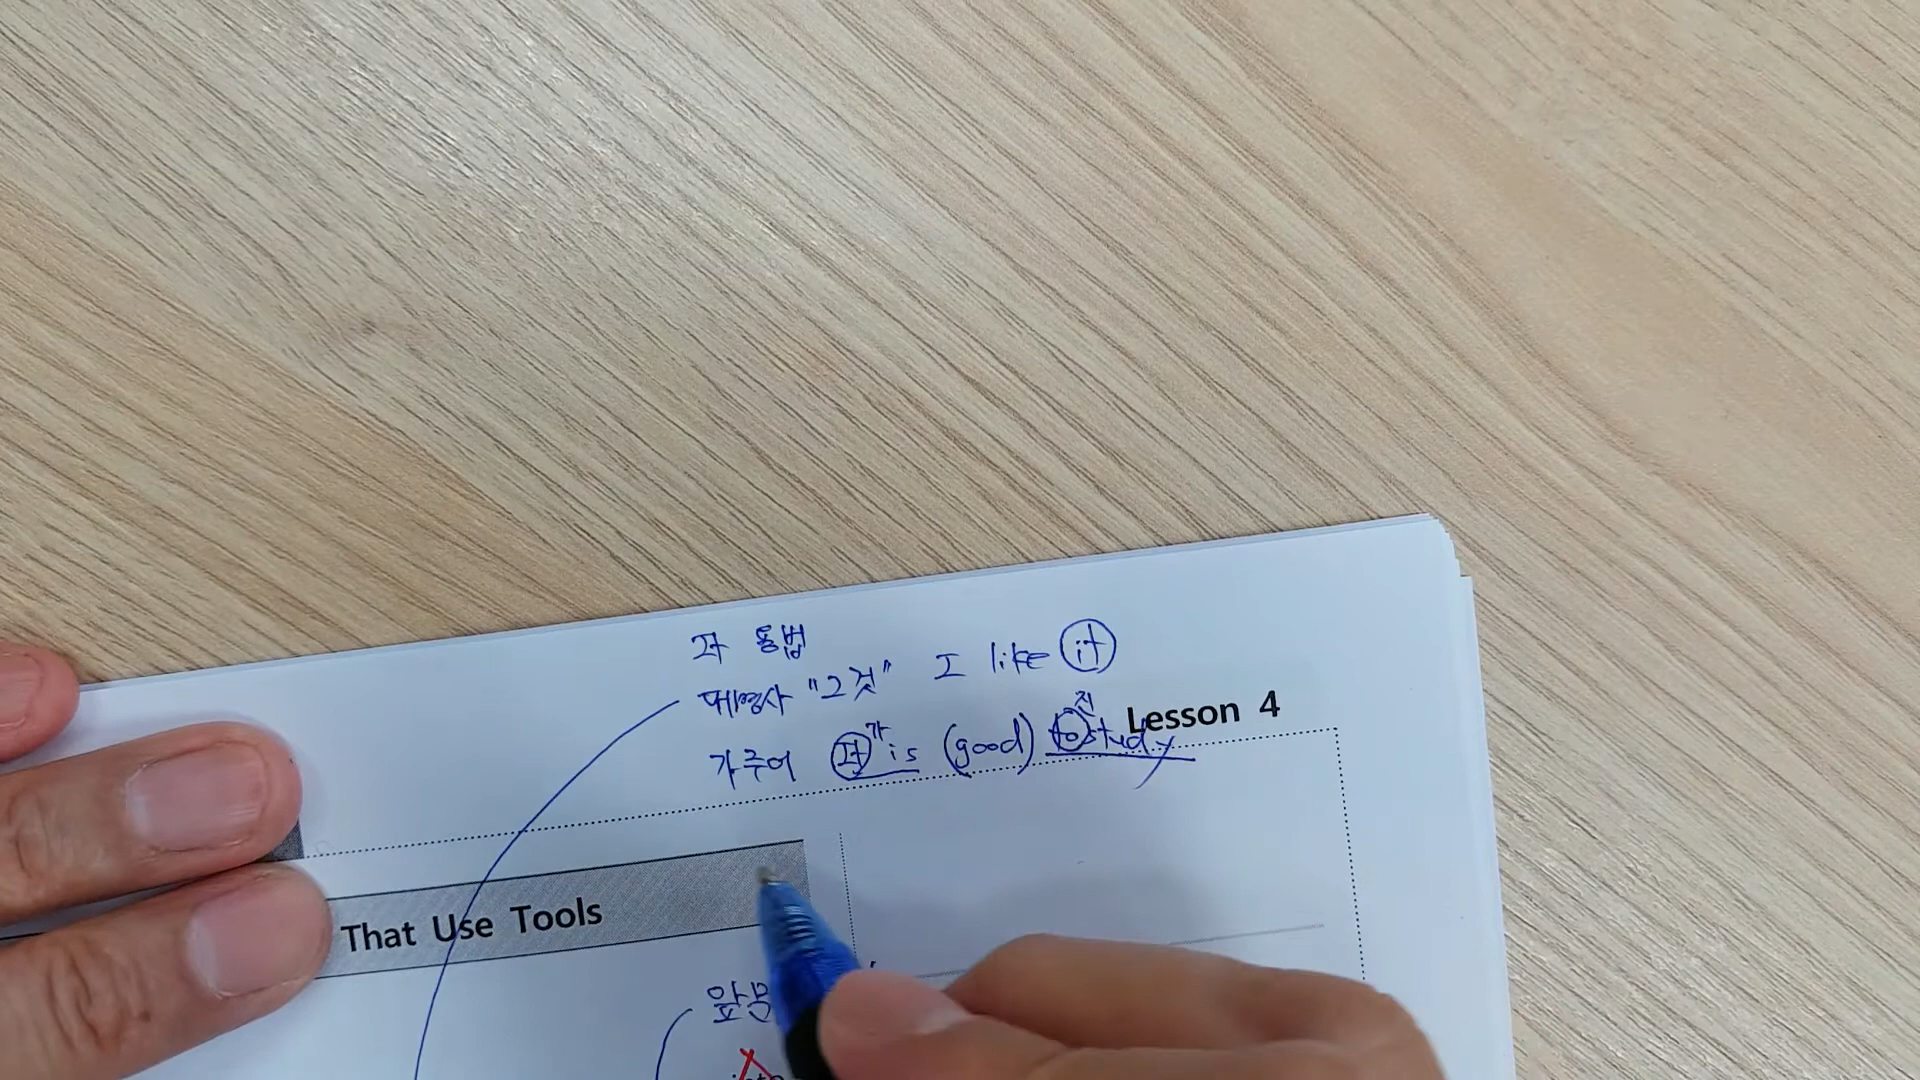 It 용법
대명사 "그것" I like it
가주어 It 가 is (good) to 진 study
Lesson 4
That Use Tools